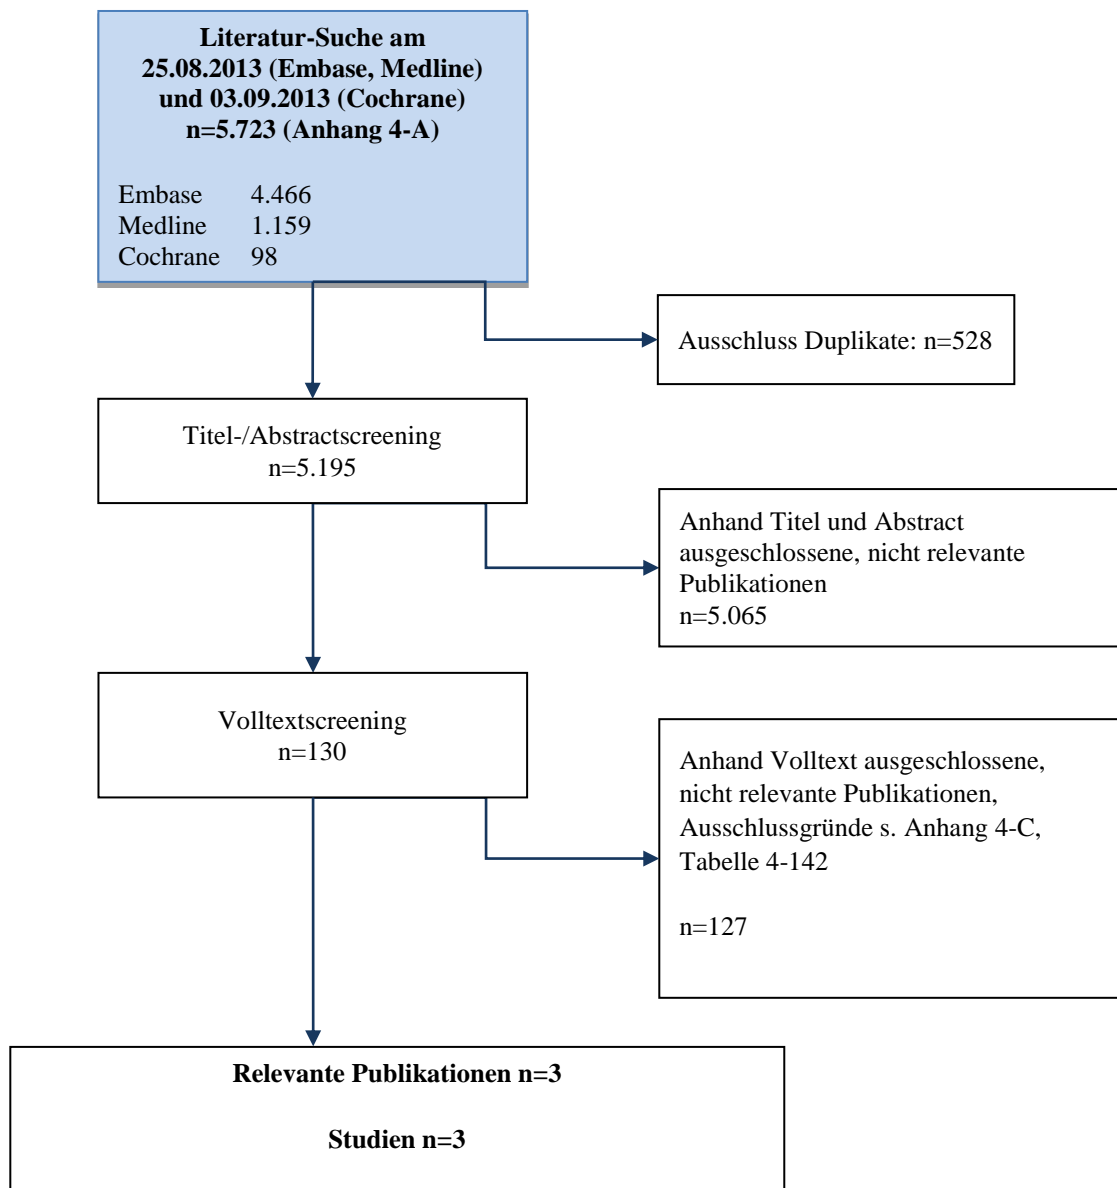 Literatur-Suche am
25.08.2013 (Embase, Medline)
und 03.09.2013 (Cochrane)
n=5.723 (Anhang 4-A)
Embase 4.466
Medline 1.159
Cochrane 98
Ausschluss Duplikate: n=528
Titel-/Abstractscreening
n=5.195
Anhand Titel und Abstract
ausgeschlossene, nicht relevante
Publikationen
n=5.065
Volltextscreening
n=130
Anhand Volltext ausgeschlossene,
nicht relevante Publikationen,
Ausschlussgründe s. Anhang 4-C,
Tabelle 4-142
n=127
Relevante Publikationen n=3
Studien n=3